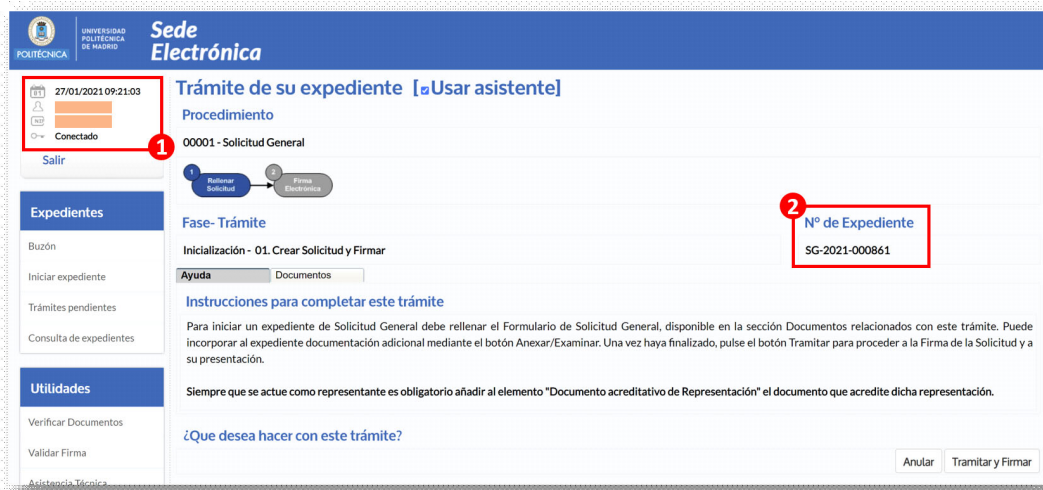 POLITÉCNICA
UNIVERSIDAD
POLITÉCNICA
DE MADRID
Sede
Electrónica
27/01/2021 09:21:03
NIF
Conectado
1
Salir
Expedientes
Buzón
Iniciar expediente
Trámites pendientes
Consulta de expedientes
Utilidades
Verificar Documentos
Validar Firma
Asistencia Técnica
Trámite de su expediente [Usar asistente]
Procedimiento
00001 - Solicitud General
1
Rellenar
Solicitud
2
Firma
Electrónica
Fase- Trámite
Inicialización - 01. Crear Solicitud y Firmar
2
Nº de Expediente
SG-2021-000861
Ayuda
Documentos
Instrucciones para completar este trámite
Para iniciar un expediente de Solicitud General debe rellenar el Formulario de Solicitud General, disponible en la sección Documentos relacionados con este trámite. Puede
incorporar al expediente documentación adicional mediante el botón Anexar/Examinar. Una vez haya finalizado, pulse el botón Tramitar para proceder a la Firma de la Solicitud y a
su presentación.
Siempre que se actue como representante es obligatorio añadir al elemento "Documento acreditativo de Representación" el documento que acredite dicha representación.
¿Que desea hacer con este trámite?
Anular
Tramitar y Firmar